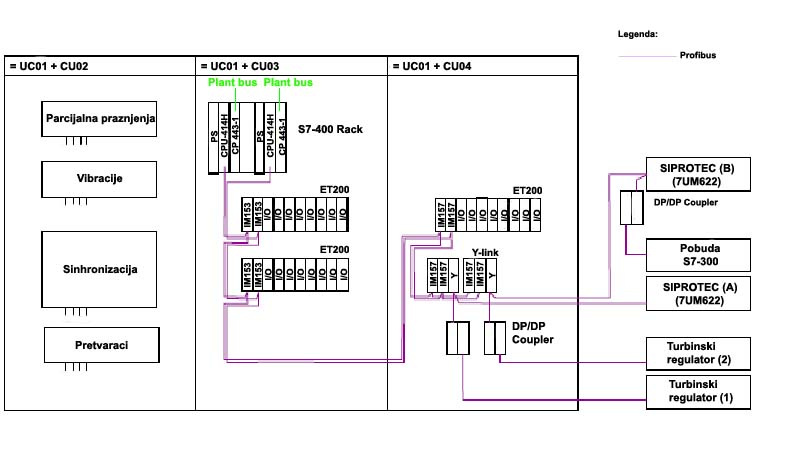 Legenda:
Profibus
= UC01 + CU02
= UC01 + CU03
= UC01 + CU04
Plant bus
Plant bus
Parcijalna praznjenja
Vibracije
Sinhronizacija
Pretvaraci
PS
CPU-414H
CP 443-1
PS
CPU-414H
CP 443-1
S7-400 Rack
ET200
IM153
IM153
I/O
I/O
I/O
I/O
I/O
I/O
I/O
ET200
IM153
IM153
I/O
I/O
I/O
I/O
I/O
I/O
I/O
ET200
IM157
IM157
I/O
I/O
I/O
I/O
I/O
I/O
I/O
Y-link
IM157
IM157
Y
IM157
IM157
Y
DP/DP
Coupler
SIPROTEC (B)
(7UM622)
DP/DP Coupler
Pobuda
S7-300
SIPROTEC (A)
(7UM622)
Turbinski
regulator (2)
Turbinski
regulator (1)